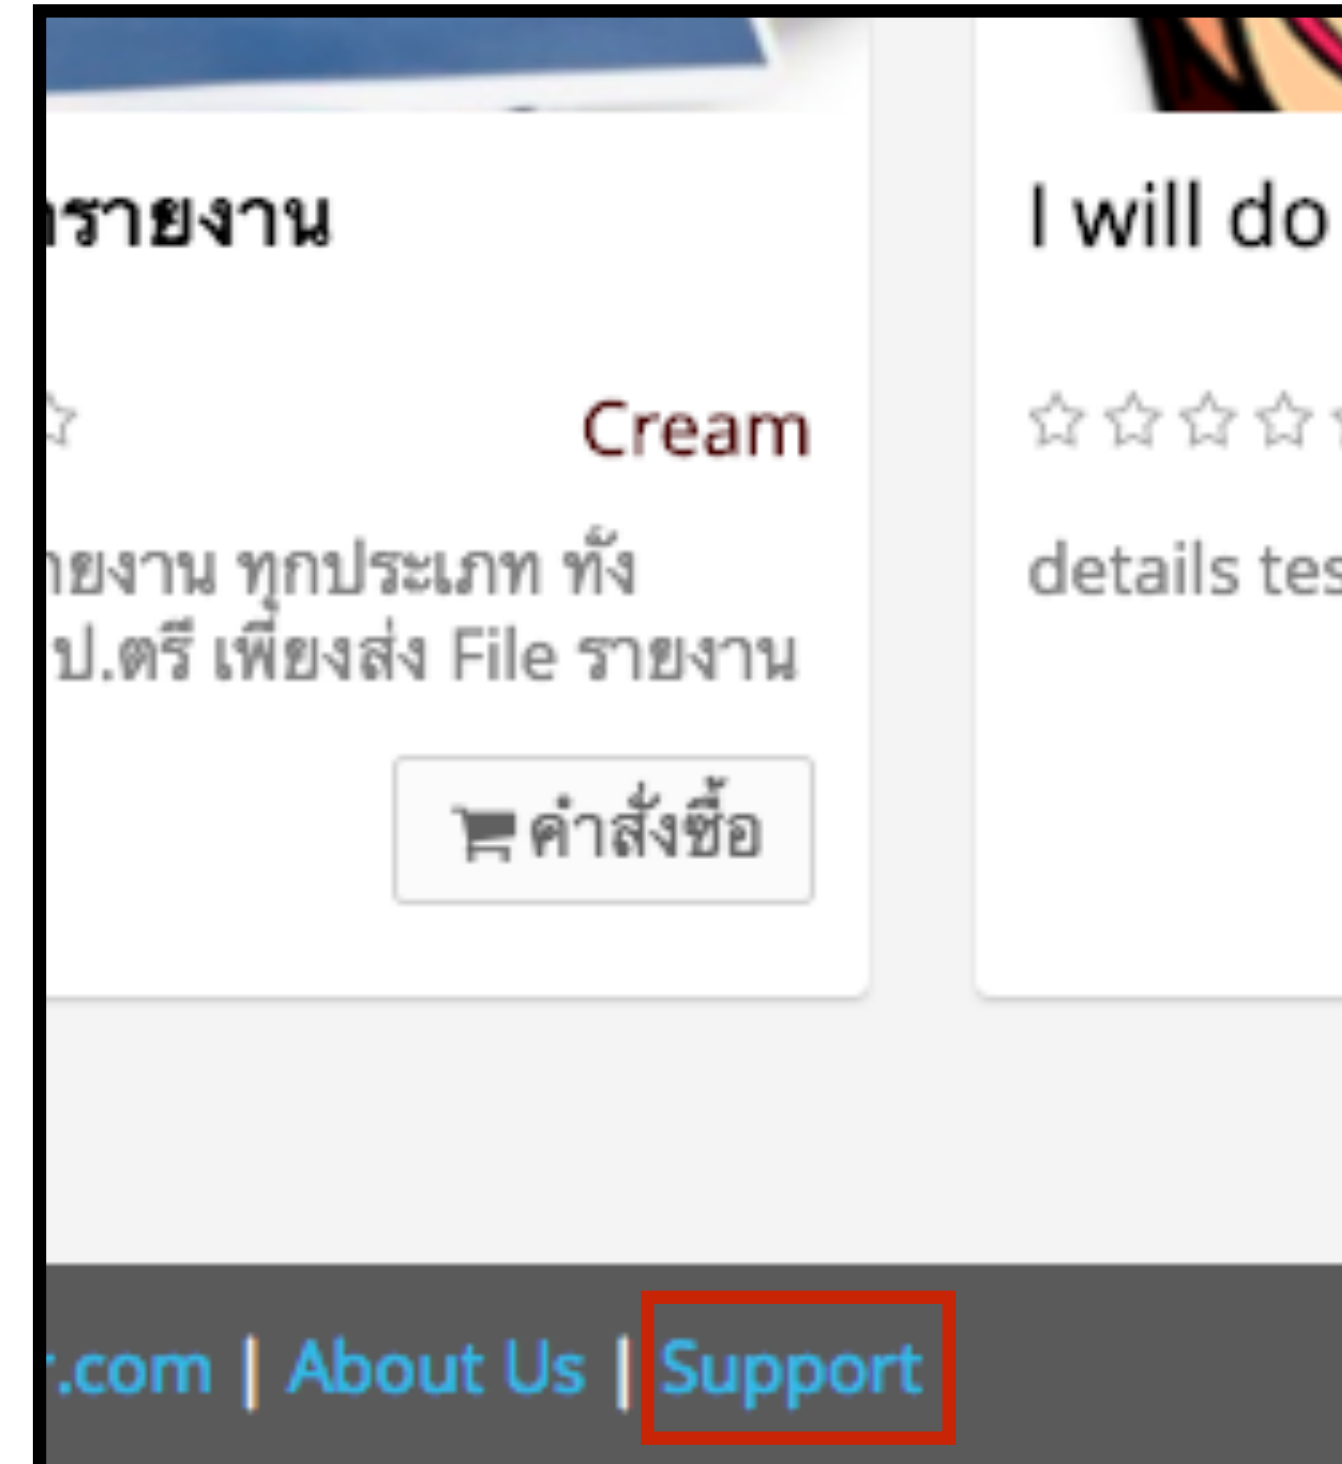 รายงาน
Cream
ายงาน ทุกประเภท ทั้ง
ป.ตรี เพียงส่ง File รายงาน
คำสั่งซื้อ
I will do
details tes
.com | About Us | Support